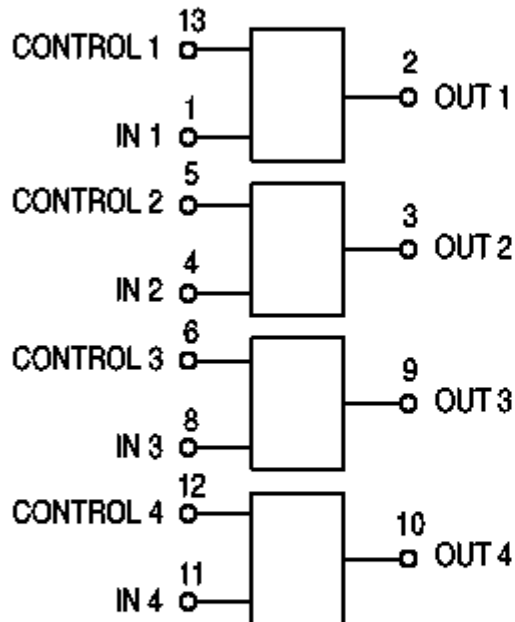 13
CONTROL 1
2
OUT 1
1
IN 1
5
CONTROL 2
3
OUT 2
4
IN 2
6
CONTROL 3
9
OUT 3
8
IN 3
12
CONTROL 4
10
OUT 4
11
IN 4